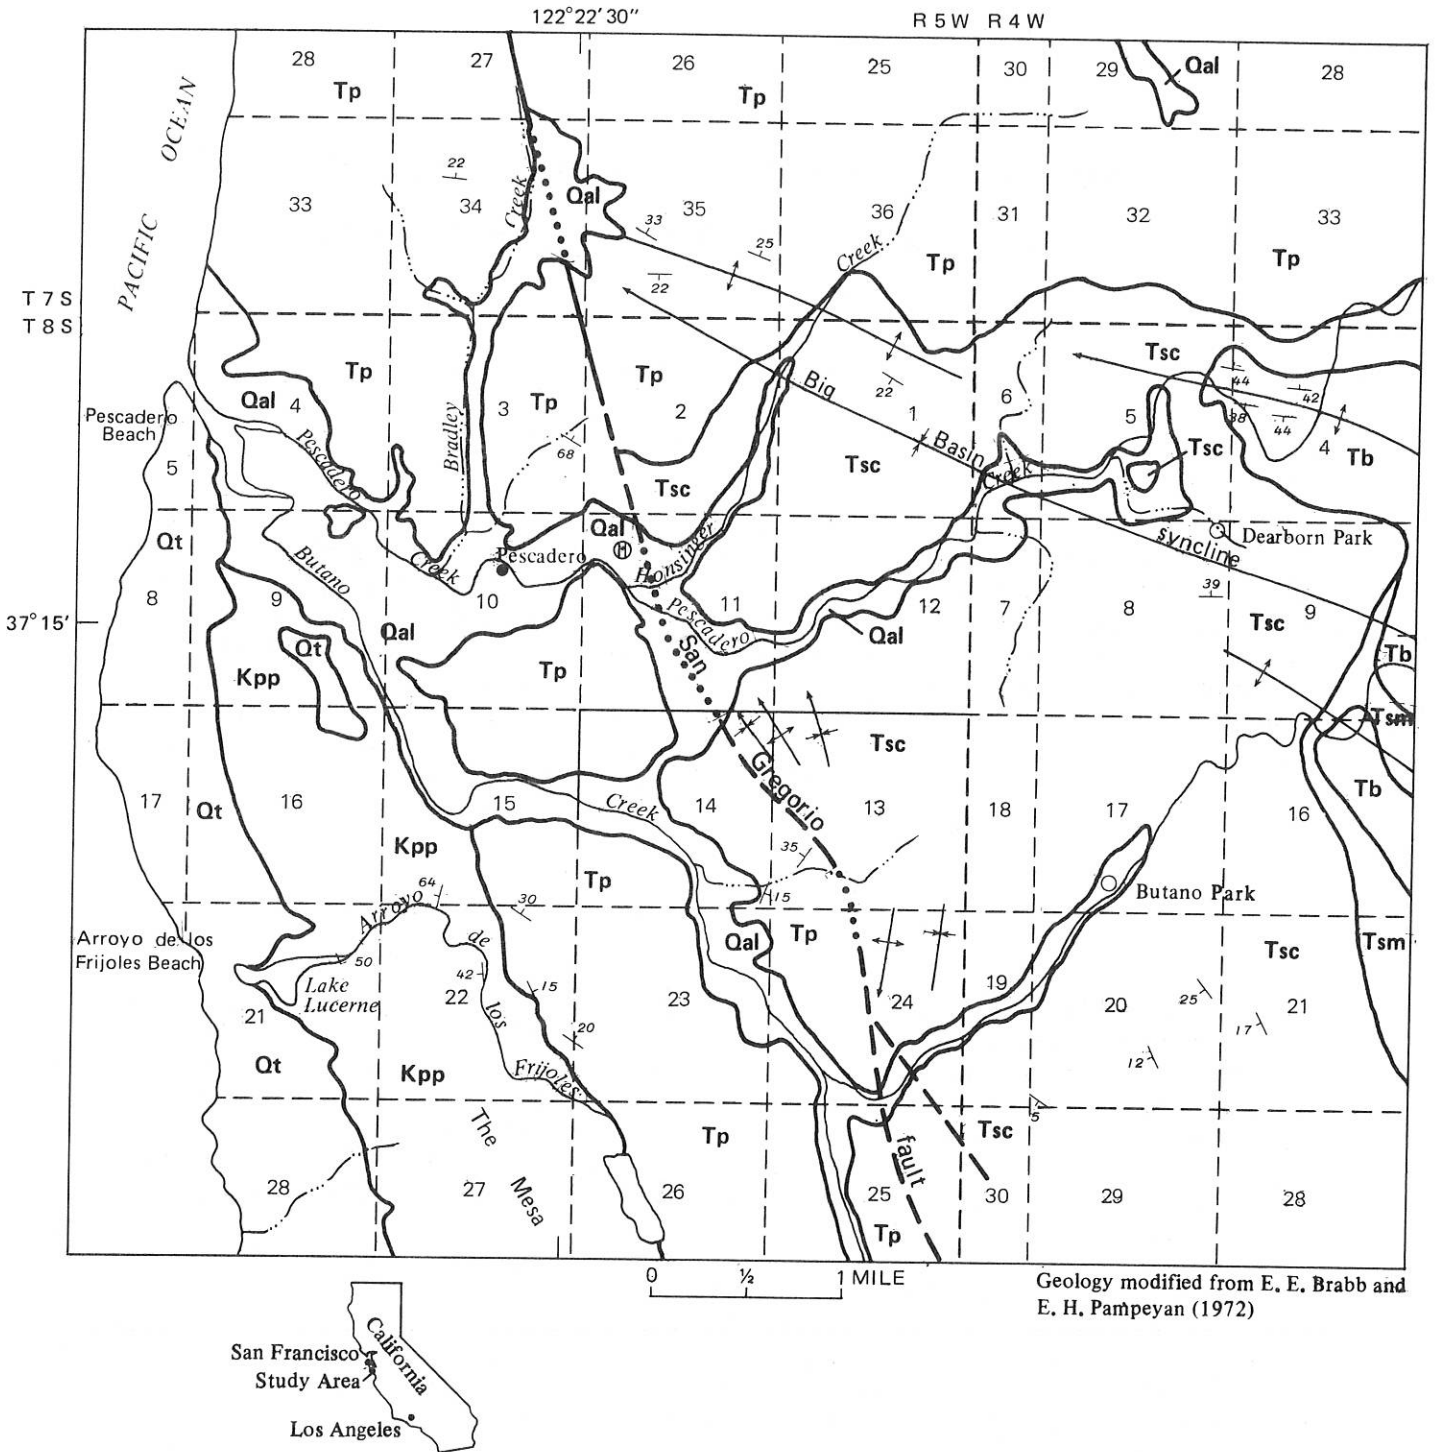 122°22'30" R 5 W R 4 W
28 27 26 25 30 29 Qal 28
Tp Tp
PACIFIC OCEAN
22 Creek Qal
33 34 35 36 31 32 33
33 25 Creek Tp Tp
22
T 7 S
T 8 S
Tp Tp Tsc
Big 22 44 42
Qal 4 3 Tp 2 1 6 5 38 44 4
Pescadero
Beach
Pescadero Bradley 68 Basin Tsc Tsc Tb
5 Tsc Creek
Qt Qal M Honsinger
Butano Creek Pescadero syncline Dearborn Park
8 9 10 11 12 7 8 39 9
37°15' Pescadero Tsc
Qal San Qal
Kpp Qt Tp Tb
Tsc Tsm
Gregorio
17 Qt 16 15 Creek 14 13 18 17 16 Tb
Kpp 35
64 Tp 15
Arroyo 30 Butano Park
Arroyo de los
Frijoles Beach
de Qal Tp Tsc Tsm
50 42
Lake
Lucerne
22 los 15 23 24 19 20 25 21
21 20 17
Qt Kpp Frijoles 12
The Tp Tsc 5
fault
28 27 Mesa 26 25 30 29 28
Tp
0 ½ 1 MILE
Geology modified from E. E. Brabb and
E. H. Pampeyan (1972)
California
San Francisco
Study Area
Los Angeles